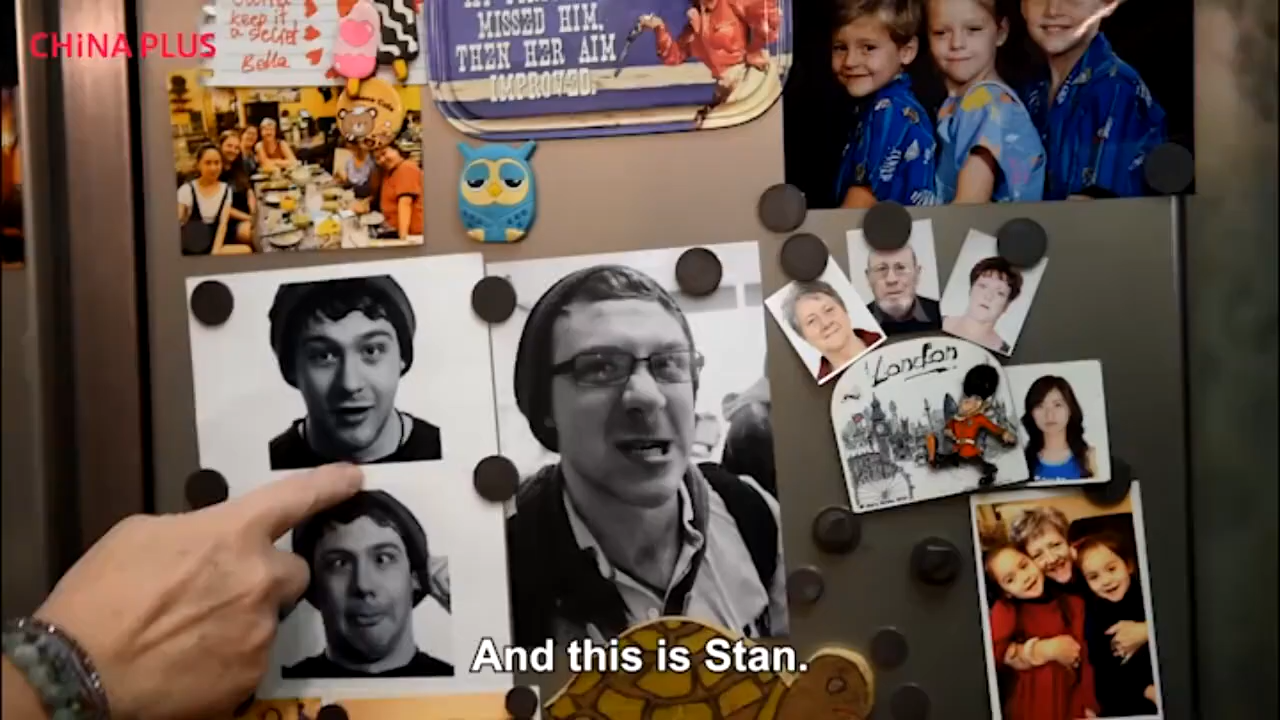 CHiNA PLUS
keep it
a secret
Bella
MISSED HIM.
THEN HER AIM
IMPROVED.
London
And this is Stan.